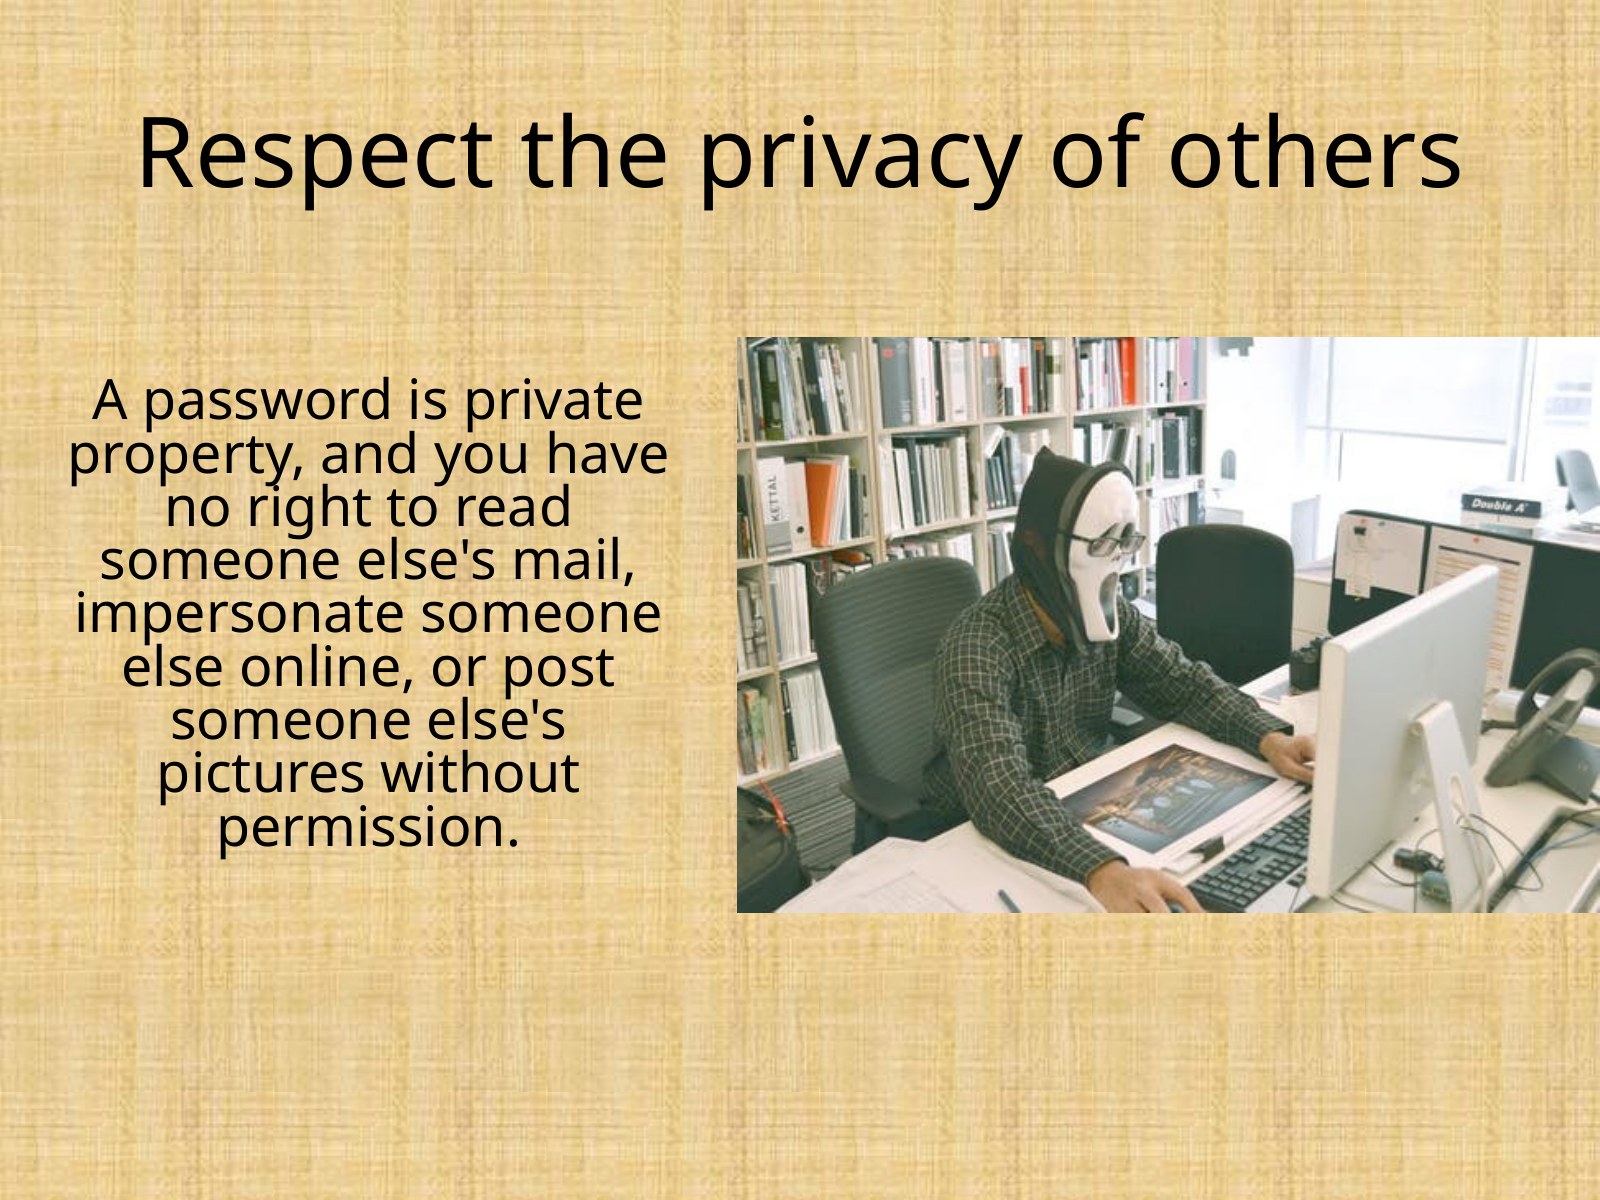 Respect the privacy of others
A password is private
property, and you have
no right to read
someone else's mail,
impersonate someone
else online, or post
someone else's
pictures without
permission.
KETTAL
Double A